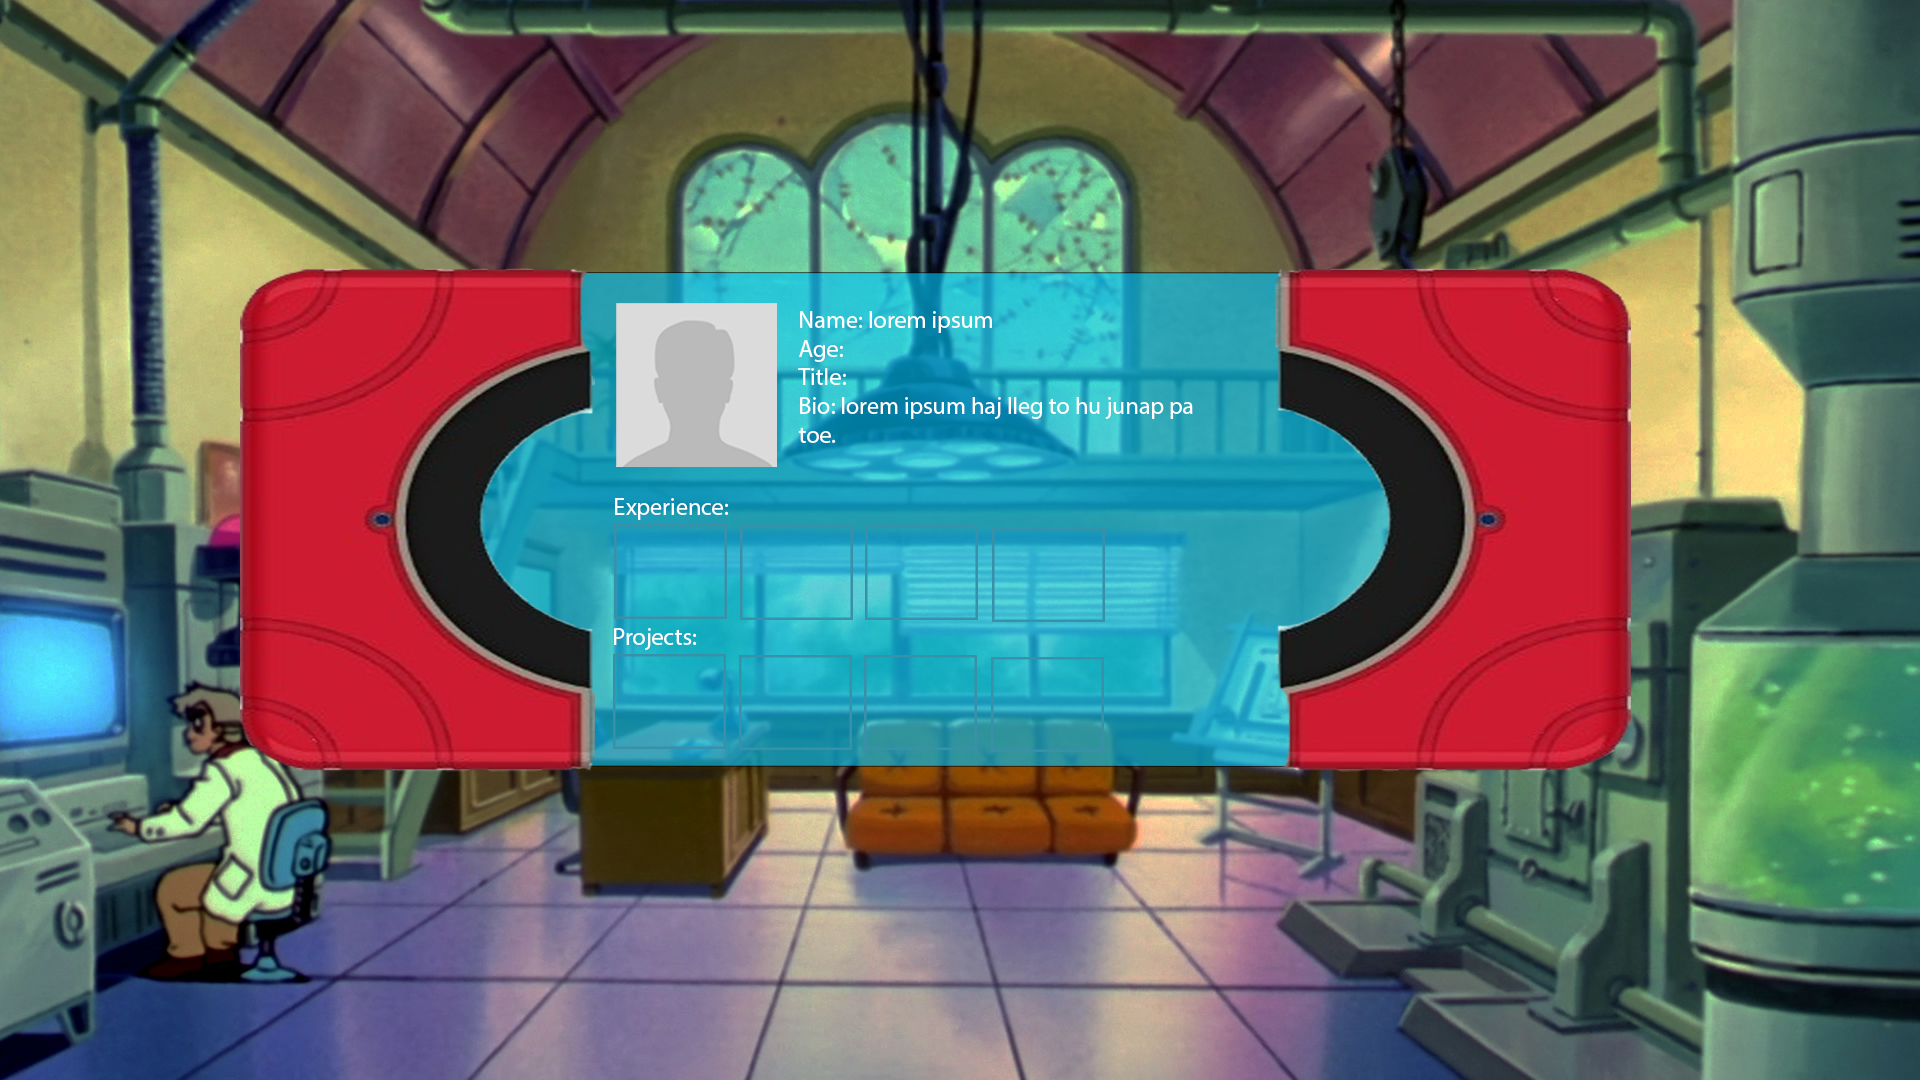 Name: lorem ipsum
Age:
Title:
Bio: lorem ipsum haj lleg to hu junap pa
toe.
Experience:
Projects: